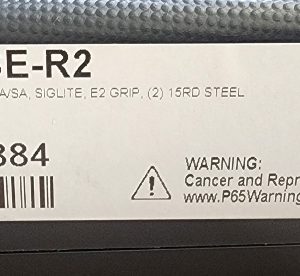 E-R2
A/SA, SIGLITE, E2 GRIP, (2) 15RD STEEL
384
WARNING:
Cancer and Repr
www.P65Warning